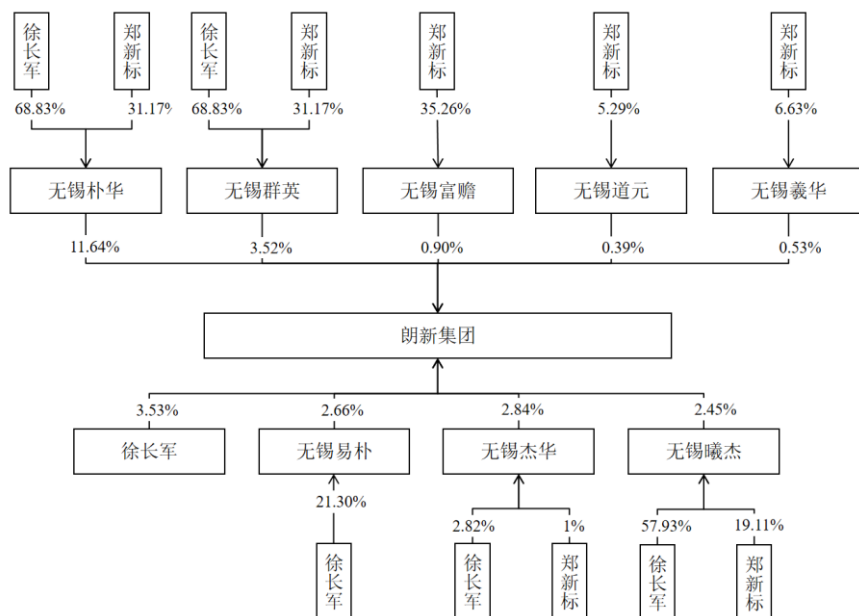 徐长军
郑新标
徐长军
郑新标
郑新标
郑新标
郑新标
68.83%
31.17%
68.83%
31.17%
35.26%
5.29%
6.63%
无锡朴华
无锡群英
无锡富赡
无锡道元
无锡羲华
11.64%
3.52%
0.90%
0.39%
0.53%
朗新集团
3.53%
2.66%
2.84%
2.45%
徐长军
无锡易朴
无锡杰华
无锡曦杰
21.30%
2.82%
1%
57.93%
19.11%
徐长军
徐长军
郑新标
徐长军
郑新标